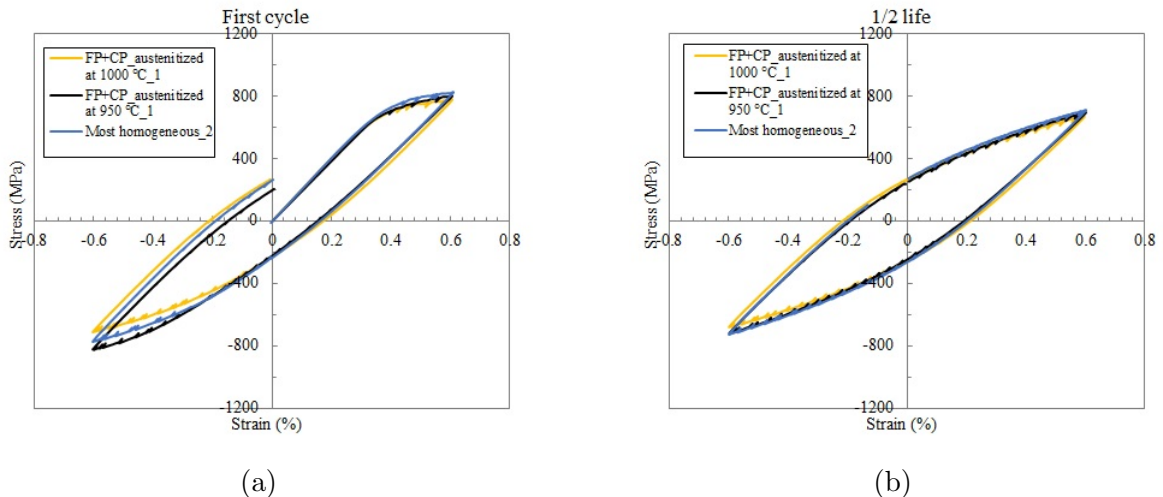 First cycle
1200
800
400
0
-400
-800
-1200
-0.8 -0.6 -0.4 -0.2 0 0.2 0.4 0.6 0.8
Stress (MPa)
Strain (%)
FP+CP_austenitized
at 1000 °C_1
FP+CP_austenitized
at 950 °C_1
Most homogeneous_2
(a)
1/2 life
1200
800
400
0
-400
-800
-1200
-0.8 -0.6 -0.4 -0.2 0 0.2 0.4 0.6 0.8
Stress (MPa)
Strain (%)
FP+CP_austenitized at
1000 °C_1
FP+CP_austenitized at
950 °C_1
Most homogeneous_2
(b)